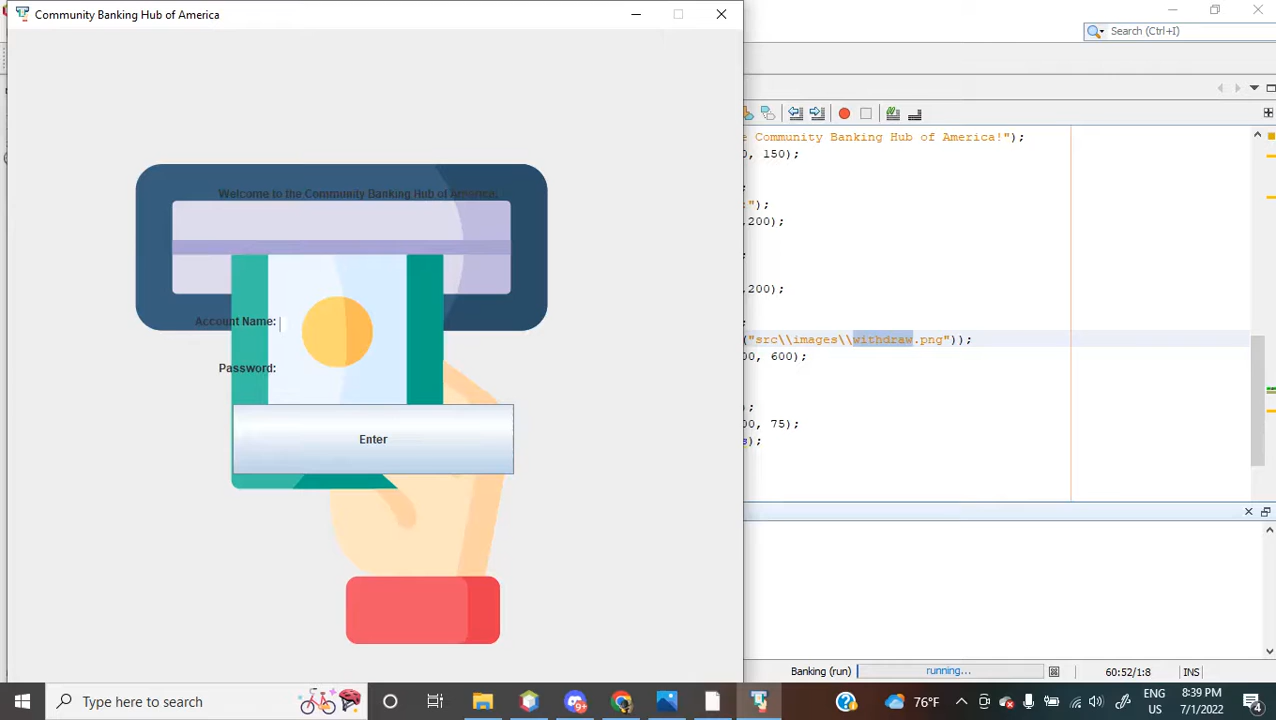 Community Banking Hub of America
Search (Ctrl+I)
e Community Banking Hub of America!");
0, 150);
;
:");
,200);
;
,200);
;
("src\\images\\withdraw.png"));
00, 600);
);
00, 75);
s);
Welcome to the Community Banking Hub of America.
Account Name:
Password:
Enter
Banking (run)
running...
60:52/1:8
INS
Type here to search
9+
76°F
ENG
US
8:39 PM
7/1/2022
4